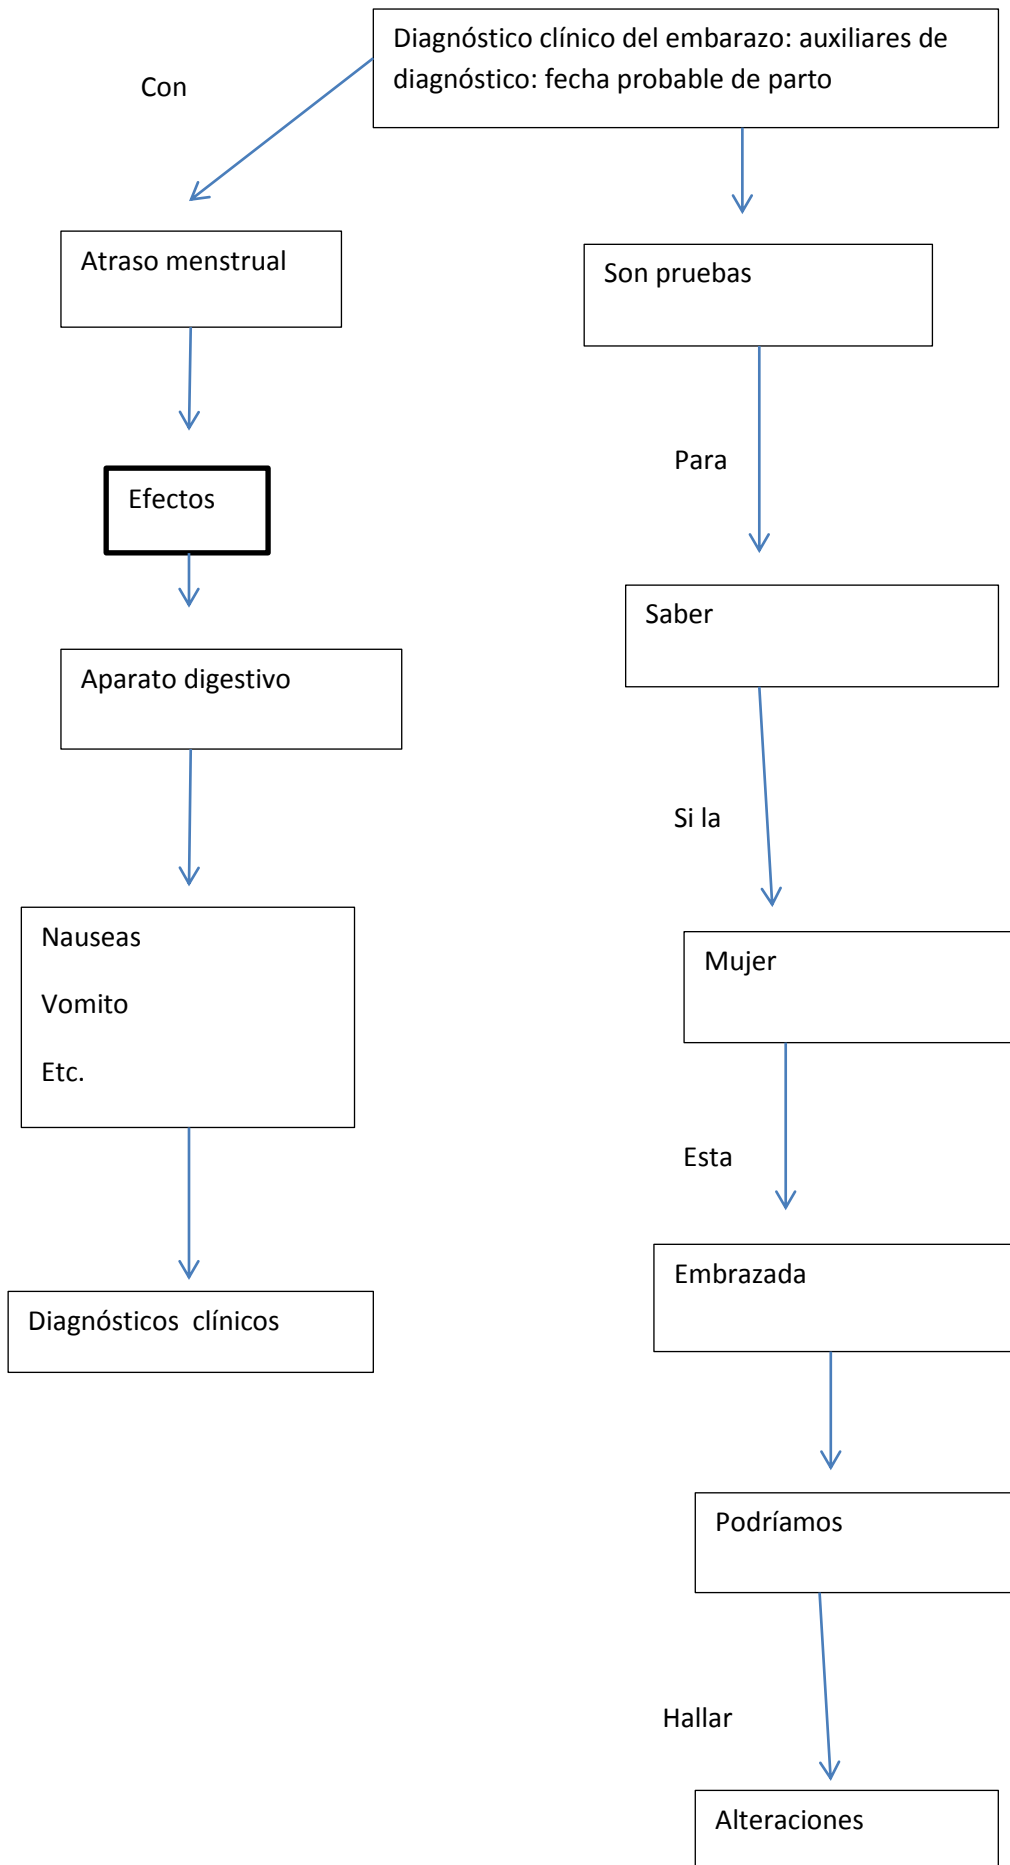 Diagnóstico clínico del embarazo: auxiliares de
diagnóstico: fecha probable de parto
Con
Atraso menstrual
Son pruebas
Para
Efectos
Saber
Aparato digestivo
Si la
Nauseas
Vomito
Etc.
Mujer
Esta
Embrazada
Diagnósticos  clínicos
Podríamos
Hallar
Alteraciones